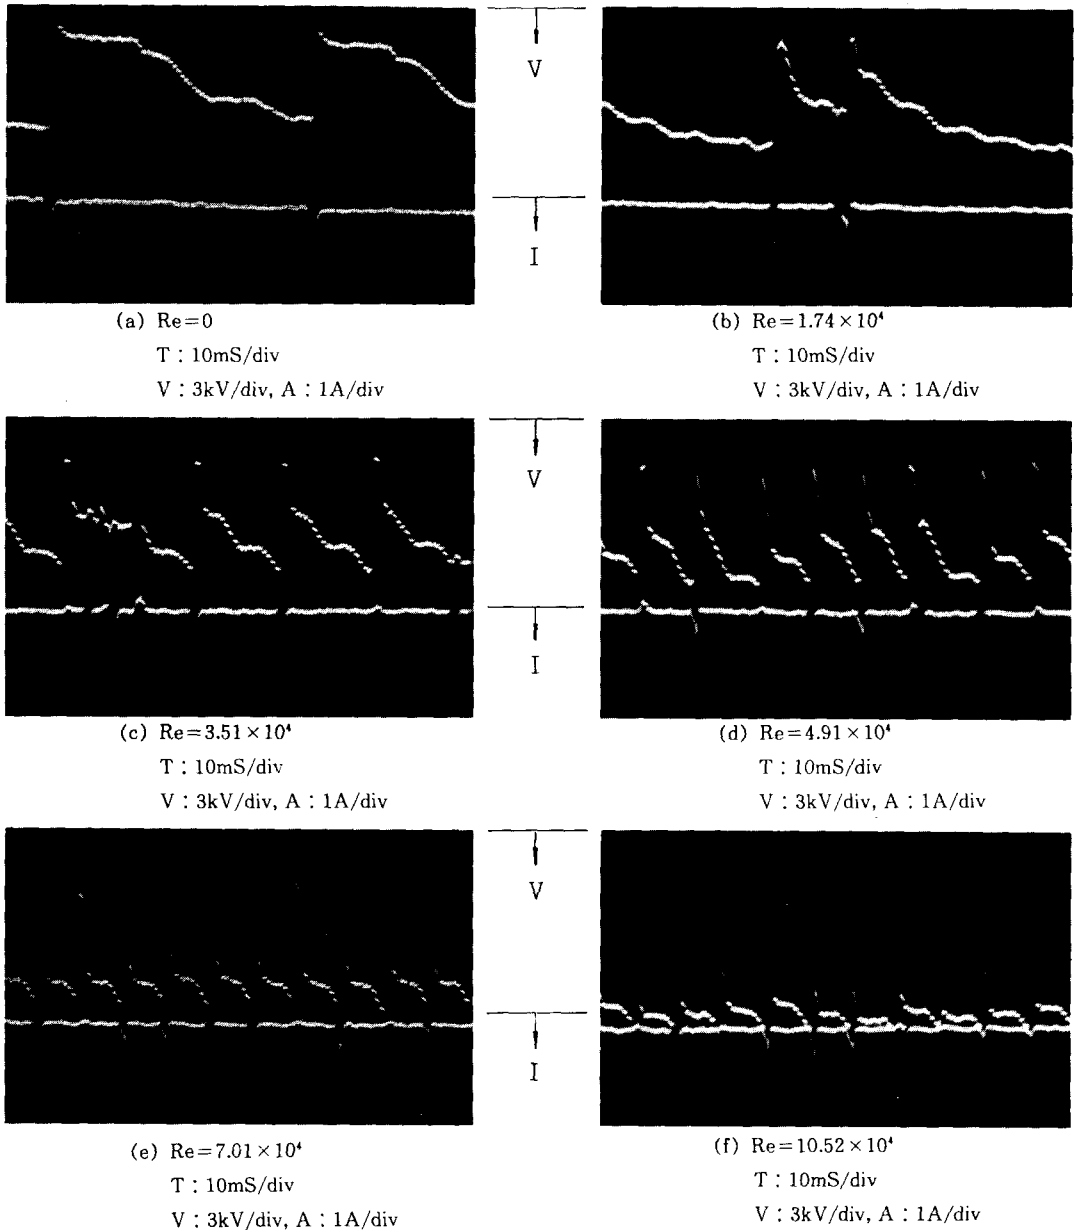 V
I
(a) Re=0
T : 10mS/div
V : 3kV/div, A : 1A/div
(b) Re=1.74×10⁴
T : 10mS/div
V : 3kV/div, A : 1A/div
V
I
(c) Re=3.51×10⁴
T : 10mS/div
V : 3kV/div, A : 1A/div
(d) Re=4.91×10⁴
T : 10mS/div
V : 3kV/div, A : 1A/div
V
I
(e) Re=7.01×10⁴
T : 10mS/div
V : 3kV/div, A : 1A/div
(f) Re=10.52×10⁴
T : 10mS/div
V : 3kV/div, A : 1A/div